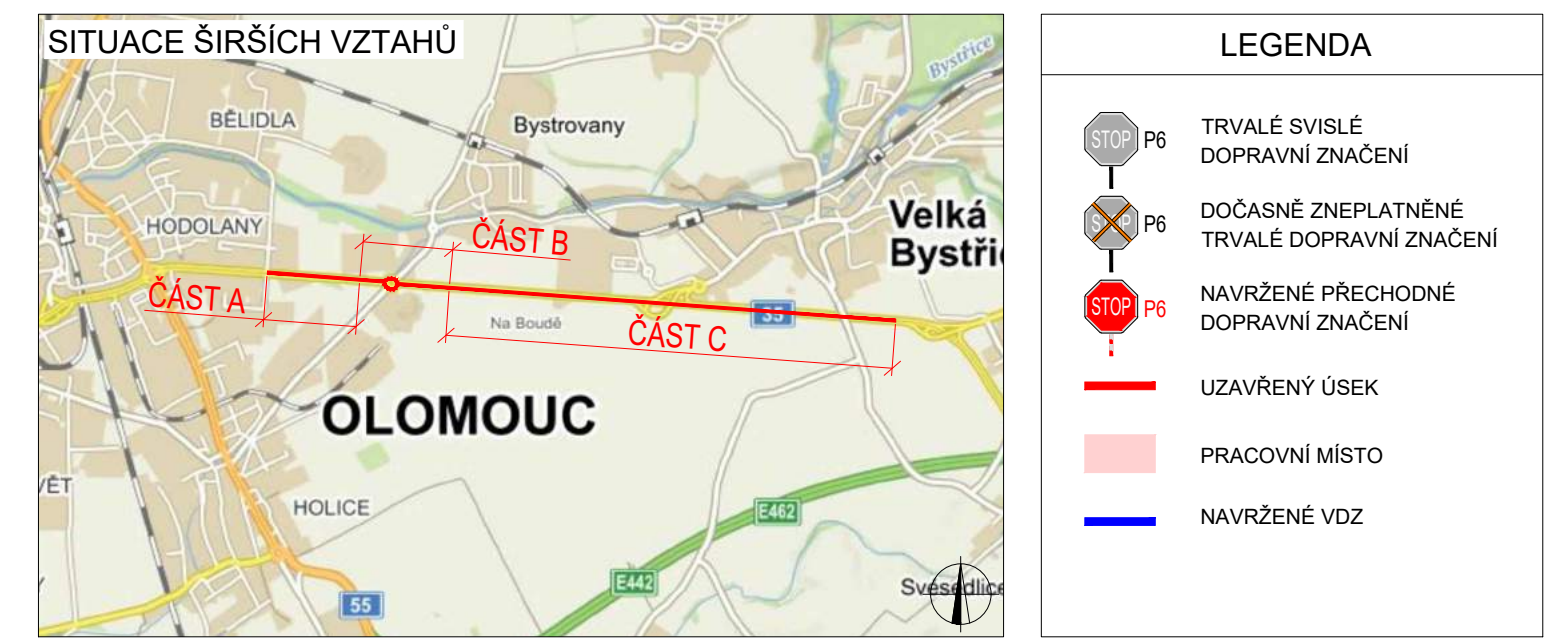 SITUACE ŠIRŠÍCH VZTAHŮ
Bystřice
BĚLIDLA
Bystrovany
HODOLANY
Velká
Bystři
ČÁST B
ČÁST A
Na Boudě
35
ČÁST C
OLOMOUC
VĚT
HOLICE
E462
E442
55
Svésedlice
LEGENDA
STOP P6
TRVALÉ SVISLÉ
DOPRAVNÍ ZNAČENÍ
STOP P6
DOČASNĚ ZNEPLATNĚNÉ
TRVALÉ DOPRAVNÍ ZNAČENÍ
STOP P6
NAVRŽENÉ PŘECHODNÉ
DOPRAVNÍ ZNAČENÍ
UZAVŘENÝ ÚSEK
PRACOVNÍ MÍSTO
NAVRŽENÉ VDZ